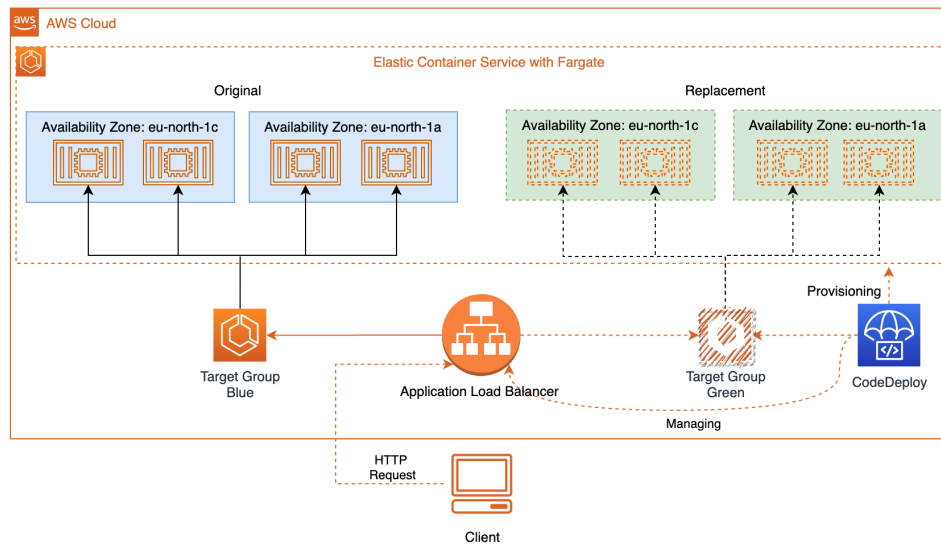 aws
AWS Cloud
Elastic Container Service with Fargate
Original
Replacement
Availability Zone: eu-north-1c
Availability Zone: eu-north-1a
Availability Zone: eu-north-1c
Availability Zone: eu-north-1a
Provisioning
Target Group
Blue
Application Load Balancer
Target Group
Green
</>
CodeDeploy
Managing
HTTP
Request
Client